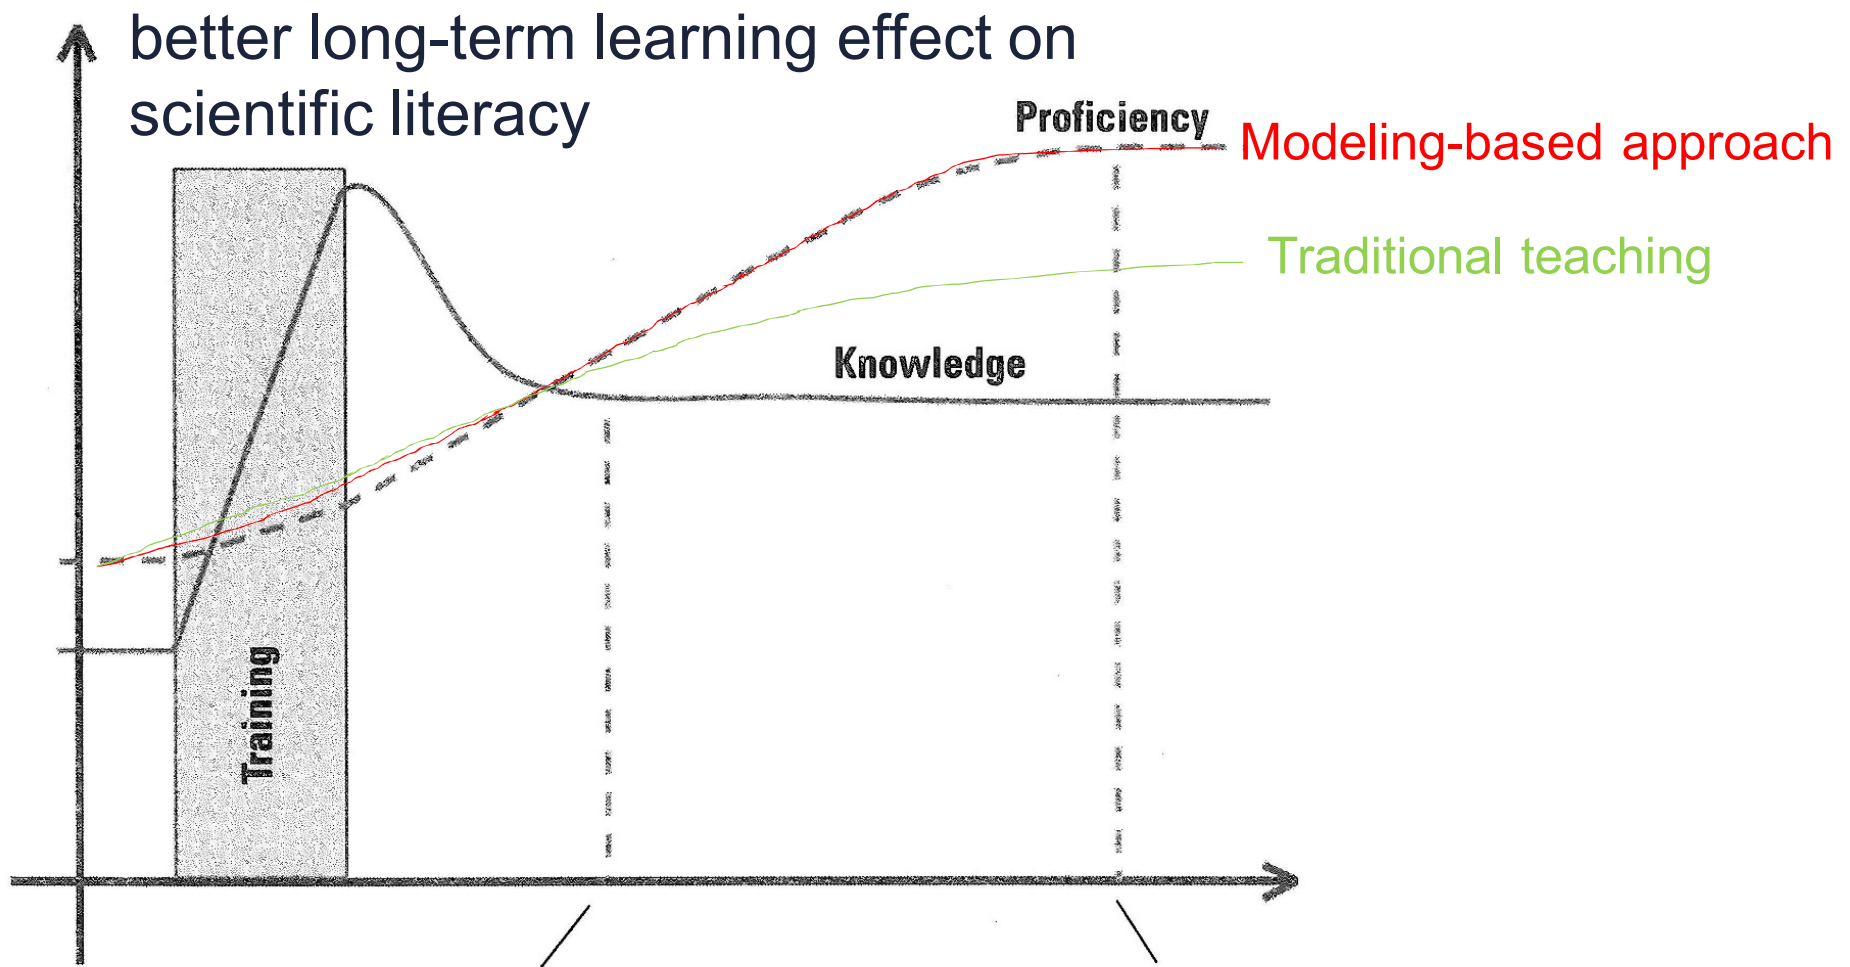 better long-term learning effect on
scientific literacy
Proficiency
Modeling-based approach
Traditional teaching
Knowledge
Training